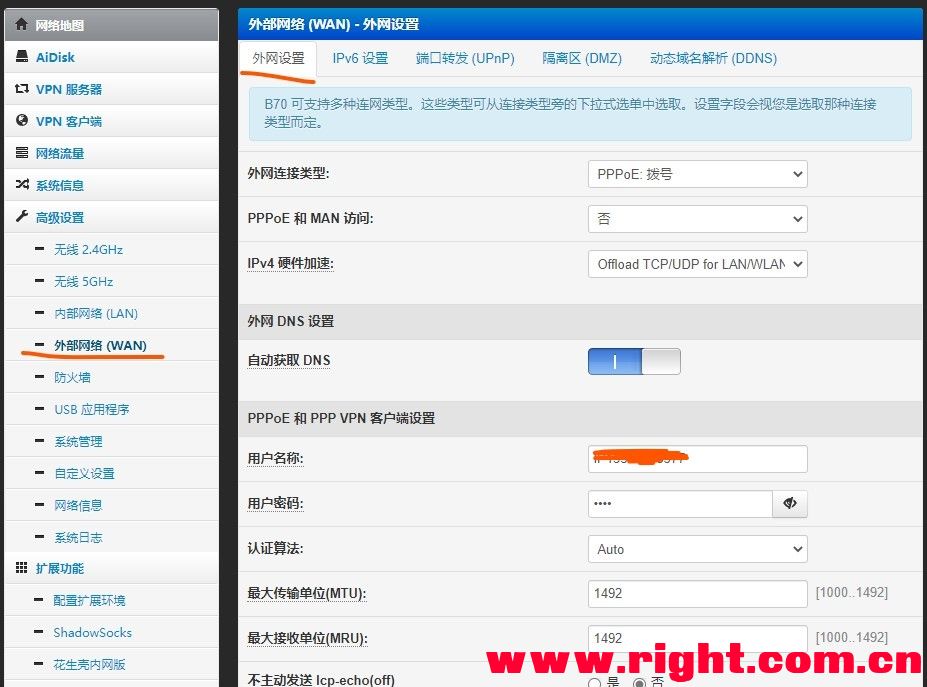 网络地图
AiDisk
VPN 服务器
VPN 客户端
网络流量
系统信息
高级设置
无线 2.4GHz
无线 5GHz
内部网络 (LAN)
外部网络 (WAN)
防火墙
USB 应用程序
系统管理
自定义设置
网络信息
系统日志
扩展功能
配置扩展环境
ShadowSocks
花生壳内网版
外部网络 (WAN) - 外网设置
外网设置 IPv6 设置 端口转发 (UPnP) 隔离区 (DMZ) 动态域名解析 (DDNS)
B70 可支持多种连网类型。这些类型可从连接类型旁的下拉式选单中选取。设置字段会视您是选取那种连接
类型而定。
外网连接类型: PPPoE: 拨号
PPPoE 和 MAN 访问: 否
IPv4 硬件加速: Offload TCP/UDP for LAN/WLAN
外网 DNS 设置
自动获取 DNS
PPPoE 和 PPP VPN 客户端设置
用户名称:
用户密码: ••••
认证算法: Auto
最大传输单位(MTU): 1492 [1000..1492]
最大接收单位(MRU): 1492 [1000..1492]
不主动发送 lcp-echo(off) 是 否
www.right.com.cn